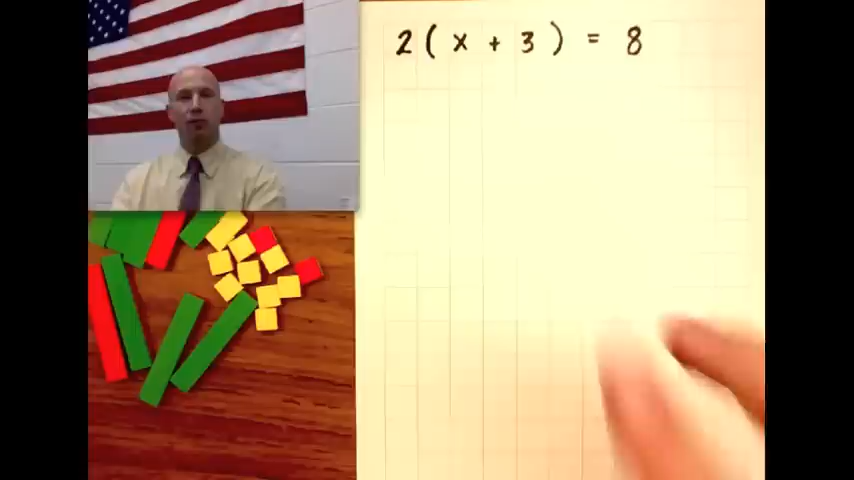 2 ( x + 3 ) = 8